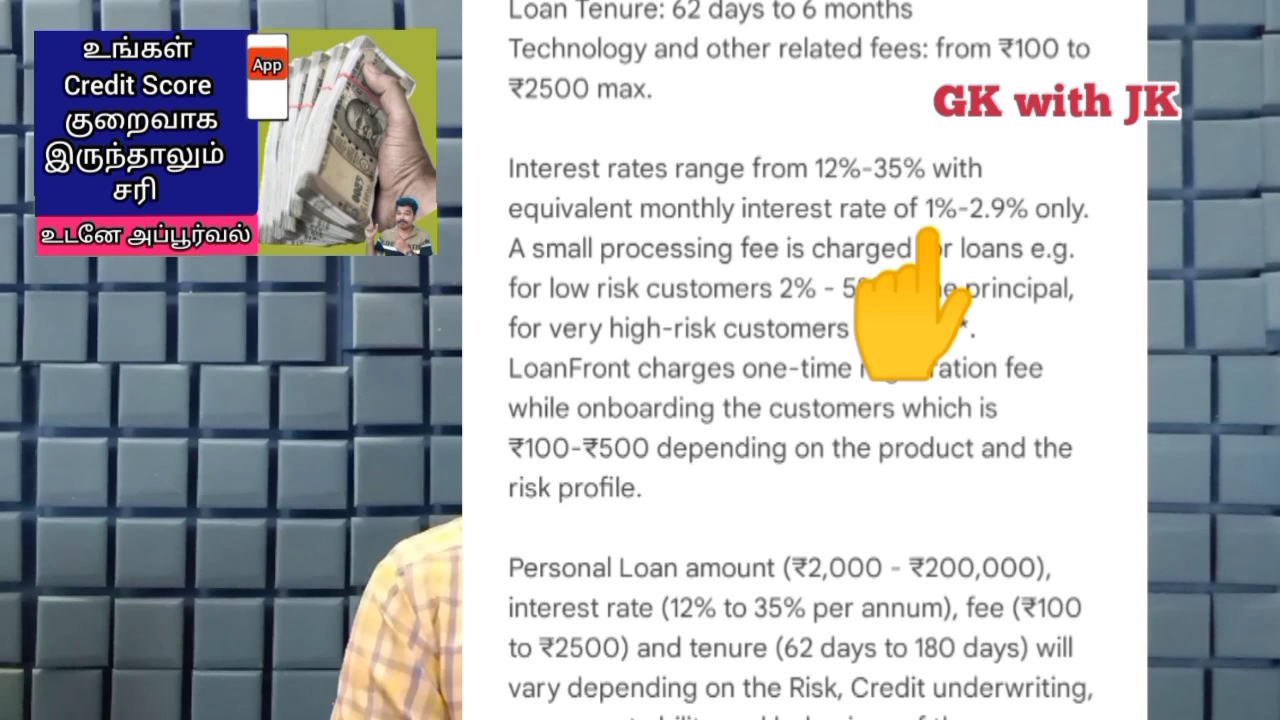 உங்கள்
Credit Score
குறைவாக
இருந்தாலும்
சரி
உடனே அப்பூர்வல்
App
GK with JK
Loan Tenure: 62 days to 6 months
Technology and other related fees: from ₹100 to
₹2500 max.
Interest rates range from 12%-35% with
equivalent monthly interest rate of 1%-2.9% only.
A small processing fee is charged loans e.g.
for low risk customers 2% - principal,
for very high-risk customers
LoanFront charges one-time fee
while onboarding the customers which is
₹100-₹500 depending on the product and the
risk profile.
Personal Loan amount (₹2,000 - ₹200,000),
interest rate (12% to 35% per annum), fee (₹100
to ₹2500) and tenure (62 days to 180 days) will
vary depending on the Risk, Credit underwriting,